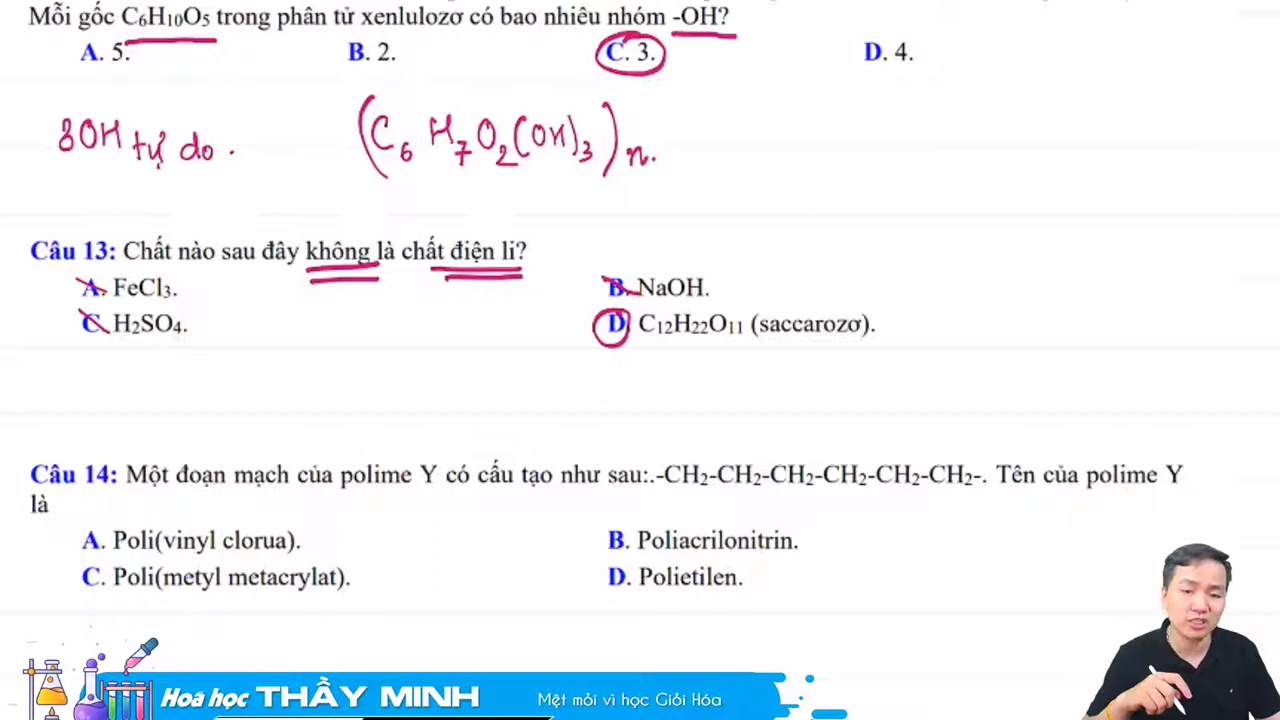 Mỗi gốc C₆H₁₀O₅ trong phân tử xenlulozơ có bao nhiêu nhóm -OH?
A. 5. B. 2. C. 3. D. 4.
3OH tự do. (C₆H₇O₂(OH)₃)n.
Câu 13: Chất nào sau đây không là chất điện li?
A. FeCl₃. B. NaOH.
C. H₂SO₄. D. C₁₂H₂₂O₁₁ (saccarozơ).
Câu 14: Một đoạn mạch của polime Y có cấu tạo như sau:.-CH₂-CH₂-CH₂-CH₂-CH₂-CH₂-. Tên của polime Y
là
A. Poli(vinyl clorua). B. Poliacrilonitrin.
C. Poli(metyl metacrylat). D. Polietilen.
Hoá học THẦY MINH Mệt mỏi vì học Giỏi Hóa